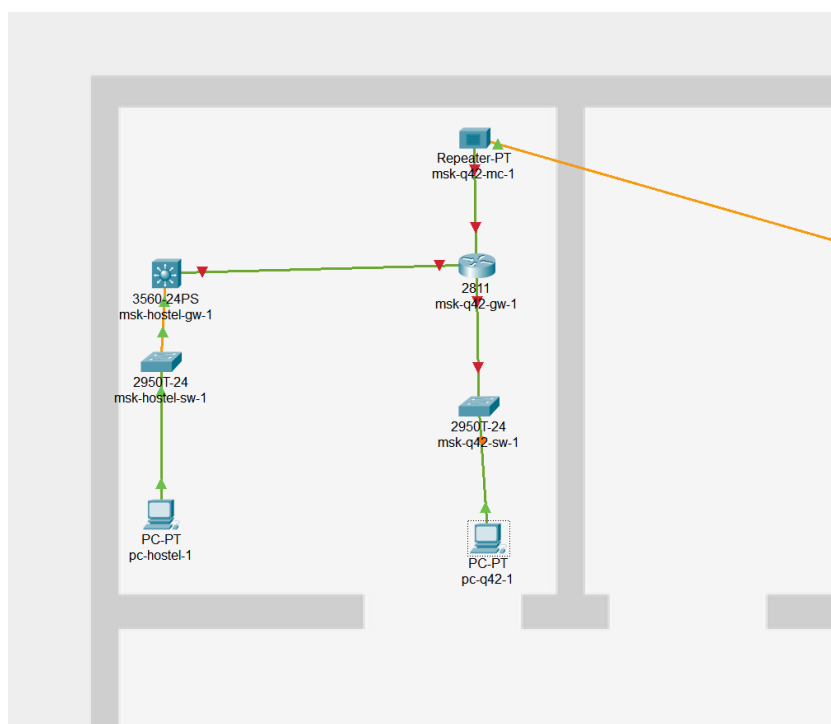 Repeater-PT
msk-q42-mc-1
3560-24PS
msk-hostel-gw-1
2811
msk-q42-gw-1
2950T-24
msk-hostel-sw-1
2950T-24
msk-q42-sw-1
PC-PT
pc-hostel-1
PC-PT
pc-q42-1